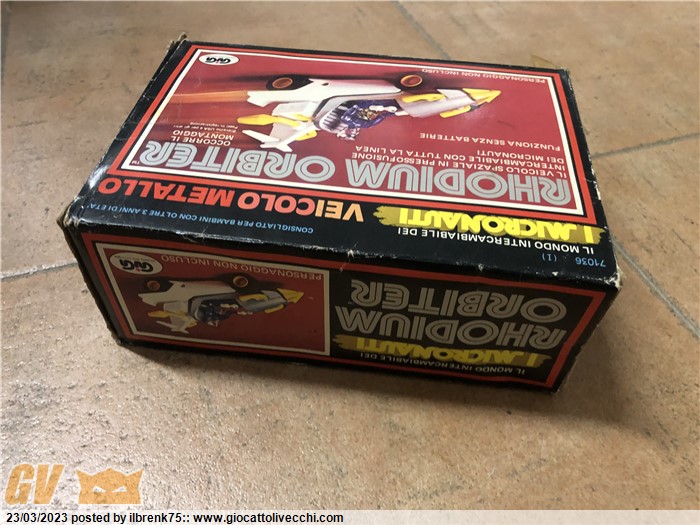 71036 (I)
IL MONDO INTERCAMBIABILE DEI
I MICRONAUTI
VEICOLO METALLO
CONSIGLIATO PER BAMBINI CON OLTRE 3 ANNI DI ETA'
RHODIUM ORBITER
IL VEICOLO SPAZIALE IN PRESSOFUSIONE
INTERCAMBIABILE CON TUTTA LA LINEA
DEI MICRONAUTI
FUNZIONA SENZA BATTERIE
OCCORRE IL
MONTAGGIO
PERSONAGGIO NON INCLUSO
GiG
IL MONDO INTERCAMBIABILE DEI
I MICRONAUTI
RHODIUM
ORBITER
PERSONAGGIO NON INCLUSO
GiG
GV
23/03/2023 posted by ilbrenk75:: www.giocattolivecchi.com